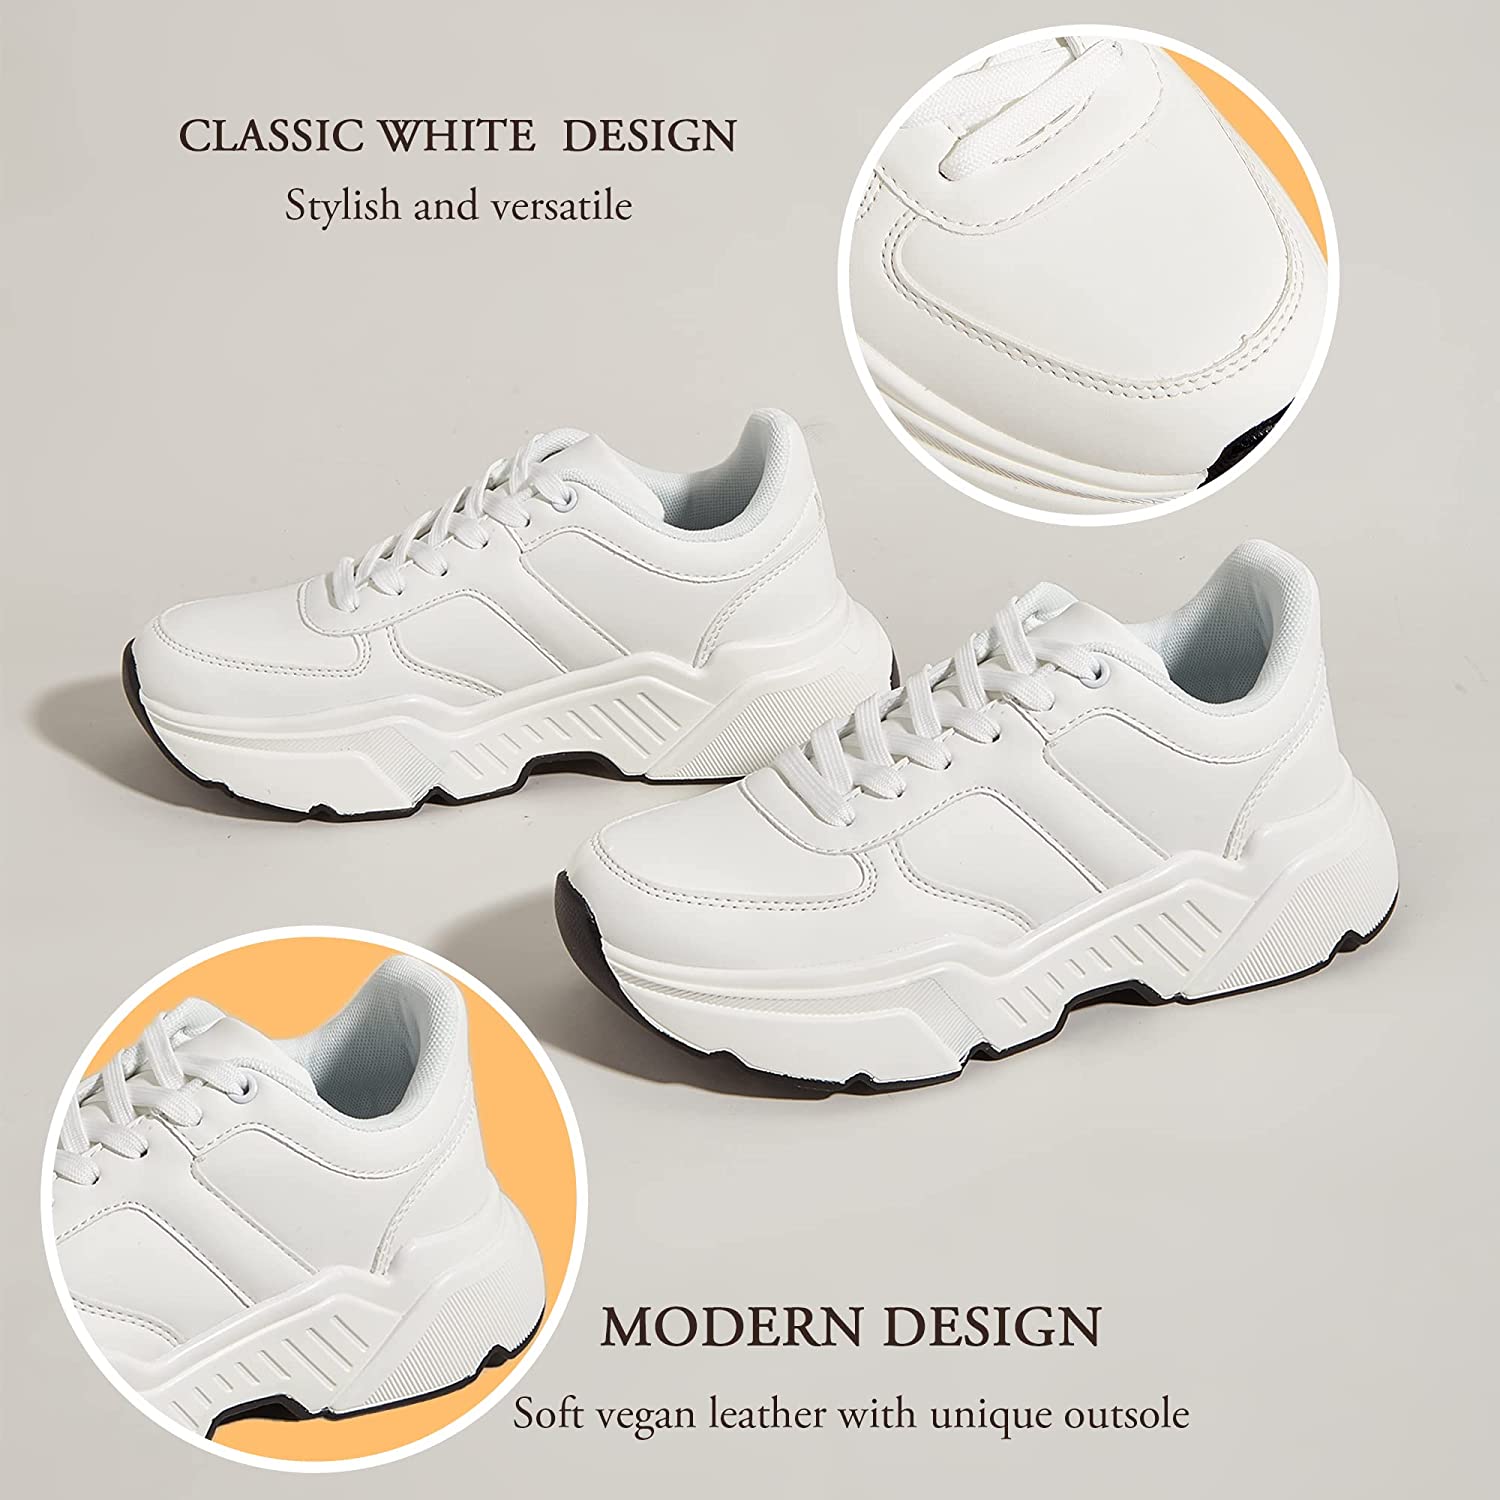 CLASSIC WHITE DESIGN
Stylish and versatile
MODERN DESIGN
Soft vegan leather with unique outsole